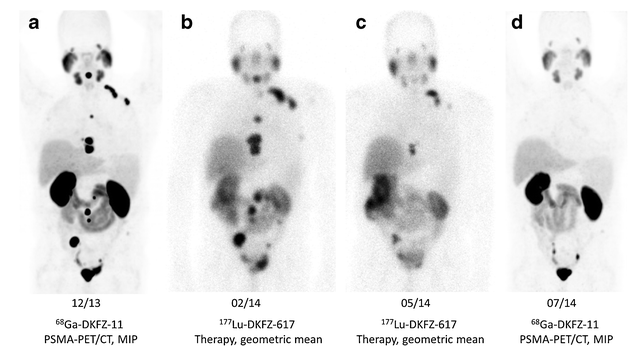 a b c d
12/13 02/14 05/14 07/14
⁶⁸Ga-DKFZ-11 ¹⁷⁷Lu-DKFZ-617 ¹⁷⁷Lu-DKFZ-617 ⁶⁸Ga-DKFZ-11
PSMA-PET/CT, MIP Therapy, geometric mean Therapy, geometric mean PSMA-PET/CT, MIP